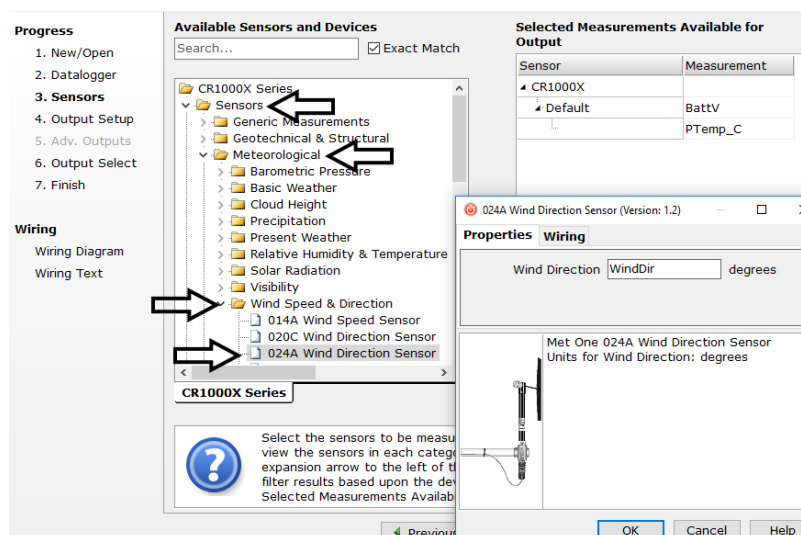 Progress
1. New/Open
2. Datalogger
3. Sensors
4. Output Setup
5. Adv. Outputs
6. Output Select
7. Finish
Wiring
Wiring Diagram
Wiring Text
Available Sensors and Devices
Search...
Exact Match
CR1000X Series
Sensors
Generic Measurements
Geotechnical & Structural
Meteorological
Barometric Pressure
Basic Weather
Cloud Height
Precipitation
Present Weather
Relative Humidity & Temperature
Solar Radiation
Visibility
Wind Speed & Direction
014A Wind Speed Sensor
020C Wind Direction Sensor
024A Wind Direction Sensor
CR1000X Series
Select the sensors to be measu
view the sensors in each catego
expansion arrow to the left of t
filter results based upon the de
Selected Measurements Availab
Previous
Selected Measurements Available for
Output
Sensor Measurement
CR1000X
Default BattV
PTemp_C
024A Wind Direction Sensor (Version: 1.2)
Properties Wiring
Wind Direction WindDir degrees
Met One 024A Wind Direction Sensor
Units for Wind Direction: degrees
OK Cancel Help